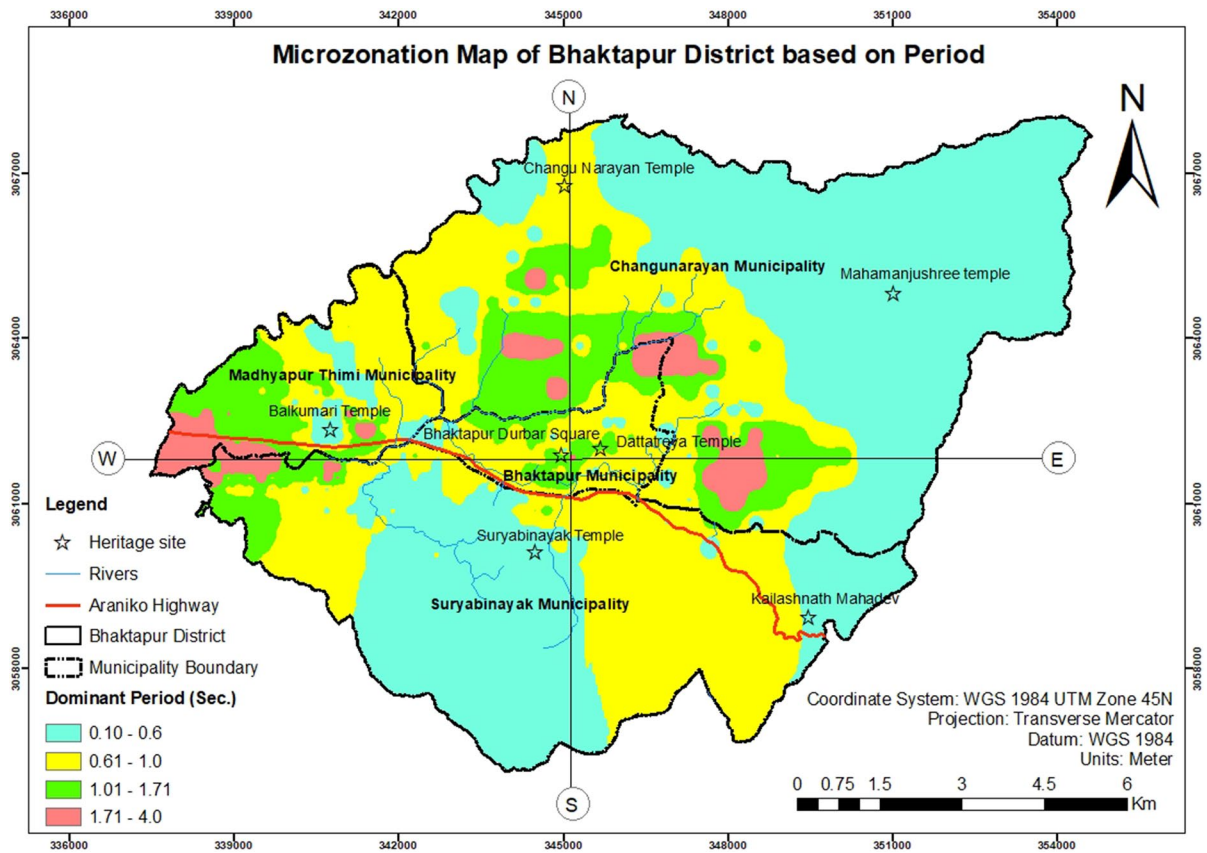 336000 339000 342000 345000 348000 351000 354000
Microzonation Map of Bhaktapur District based on Period
N
N
3067000 3067000
Changu Narayan Temple
Changunarayan Municipality
Mahamanjushree temple
3064000 3064000
Madhyapur Thimi Municipality
Balkumari Temple
Bhaktapur Durbar Square
Dattatreya Temple
W
E
Bhaktapur Municipality
3061000 3061000
Suryabinayak Temple
Suryabinayak Municipality
Kailashnath Mahadev
3058000 3058000
S
Legend
Heritage site
Rivers
Araniko Highway
Bhaktapur District
Municipality Boundary
Dominant Period (Sec.)
0.10 - 0.6
0.61 - 1.0
1.01 - 1.71
1.71 - 4.0
Coordinate System: WGS 1984 UTM Zone 45N
Projection: Transverse Mercator
Datum: WGS 1984
Units: Meter
0 0.75 1.5 3 4.5 6
Km
336000 339000 342000 345000 348000 351000 354000